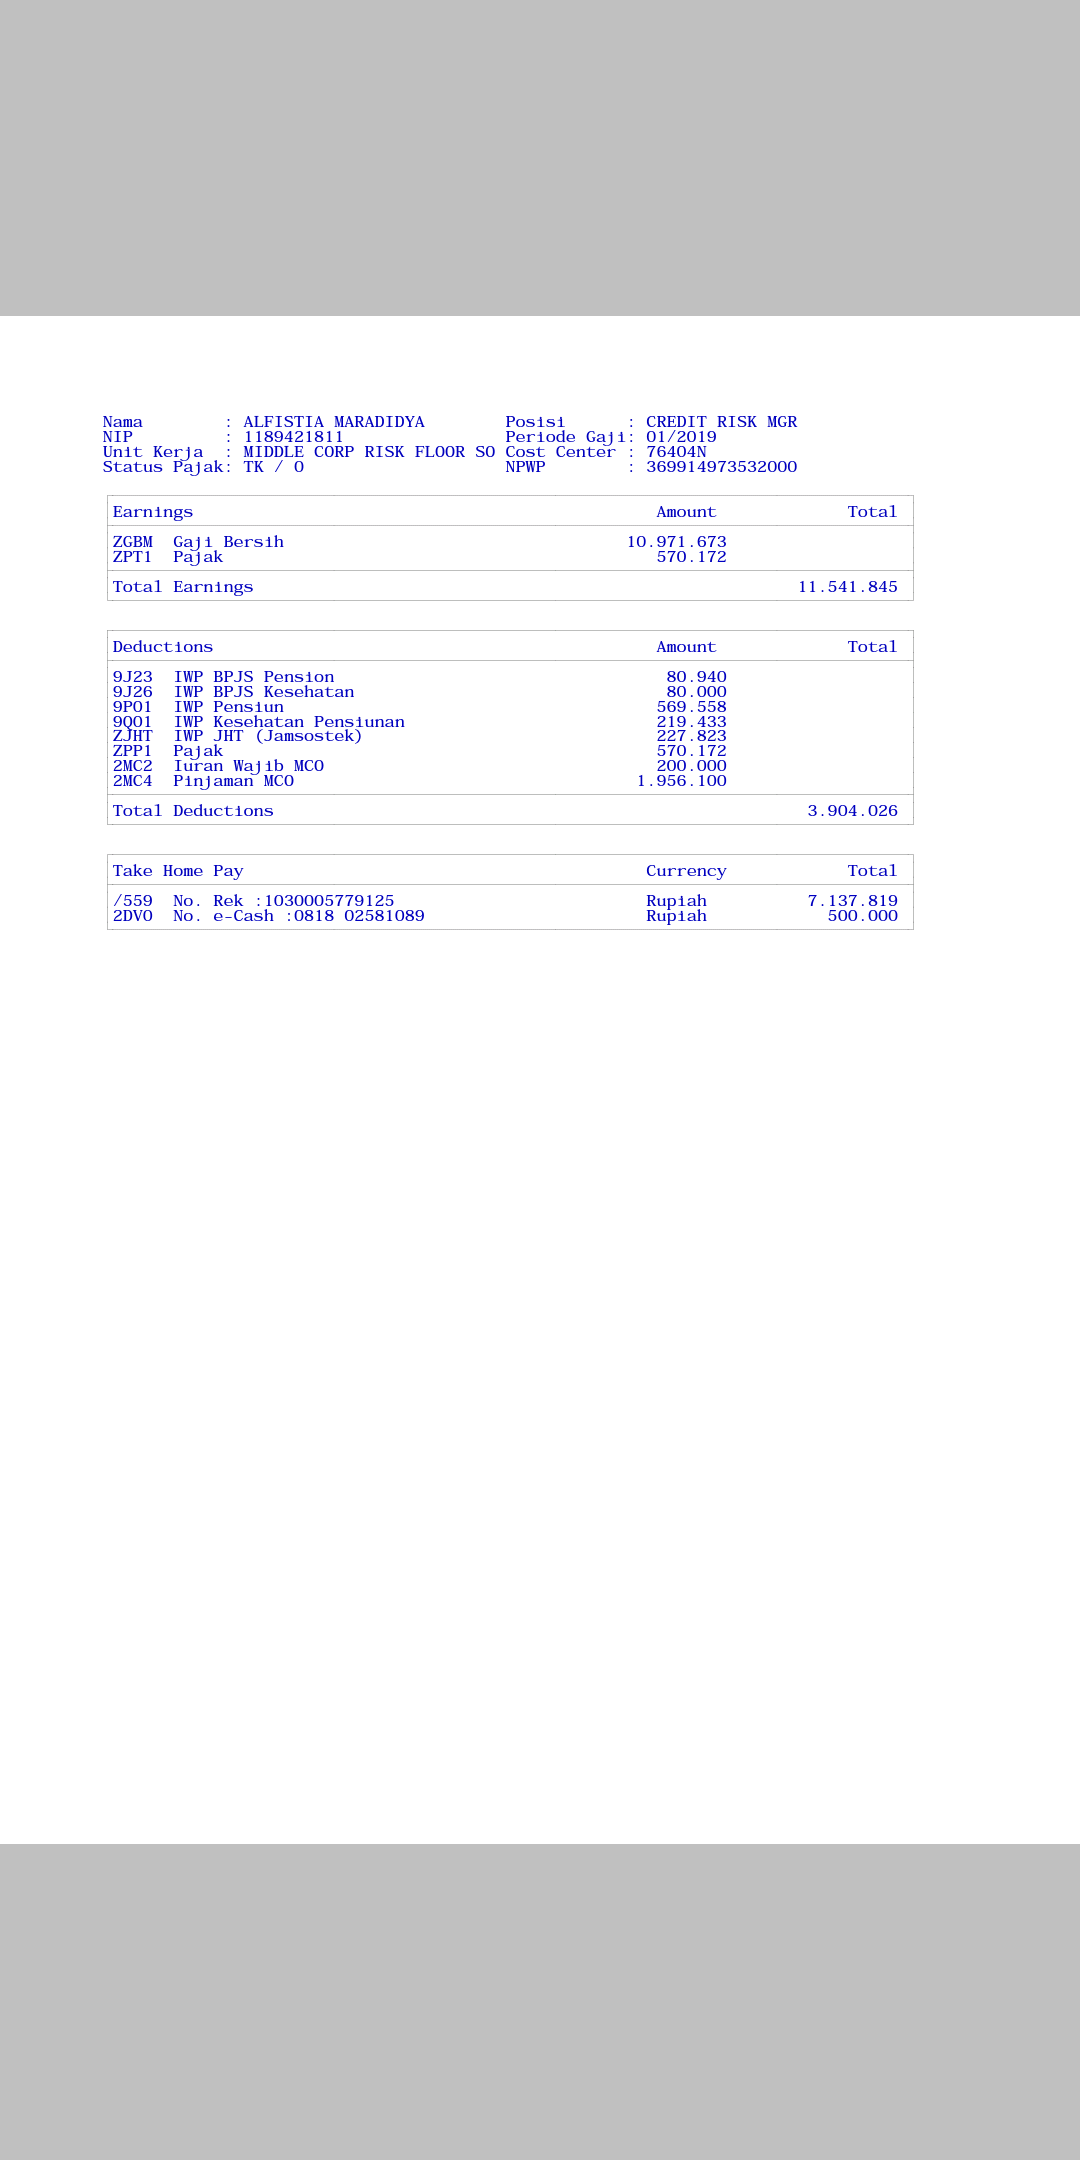 Nama : ALFISTIA MARADIDYA Posisi : CREDIT RISK MGR
NIP : 1189421811 Periode Gaji: 01/2019
Unit Kerja : MIDDLE CORP RISK FLOOR SO Cost Center : 76404N
Status Pajak: TK / 0 NPWP : 369914973532000
Earnings Amount Total
ZGBM Gaji Bersih 10.971.673
ZPT1 Pajak 570.172
Total Earnings 11.541.845
Deductions Amount Total
9J23 IWP BPJS Pension 80.940
9J26 IWP BPJS Kesehatan 80.000
9P01 IWP Pensiun 569.558
9Q01 IWP Kesehatan Pensiunan 219.433
ZJHT IWP JHT (Jamsostek) 227.823
ZPP1 Pajak 570.172
2MC2 Iuran Wajib MCO 200.000
2MC4 Pinjaman MCO 1.956.100
Total Deductions 3.904.026
Take Home Pay Currency Total
/559 No. Rek :1030005779125 Rupiah 7.137.819
2DV0 No. e-Cash :0818 02581089 Rupiah 500.000